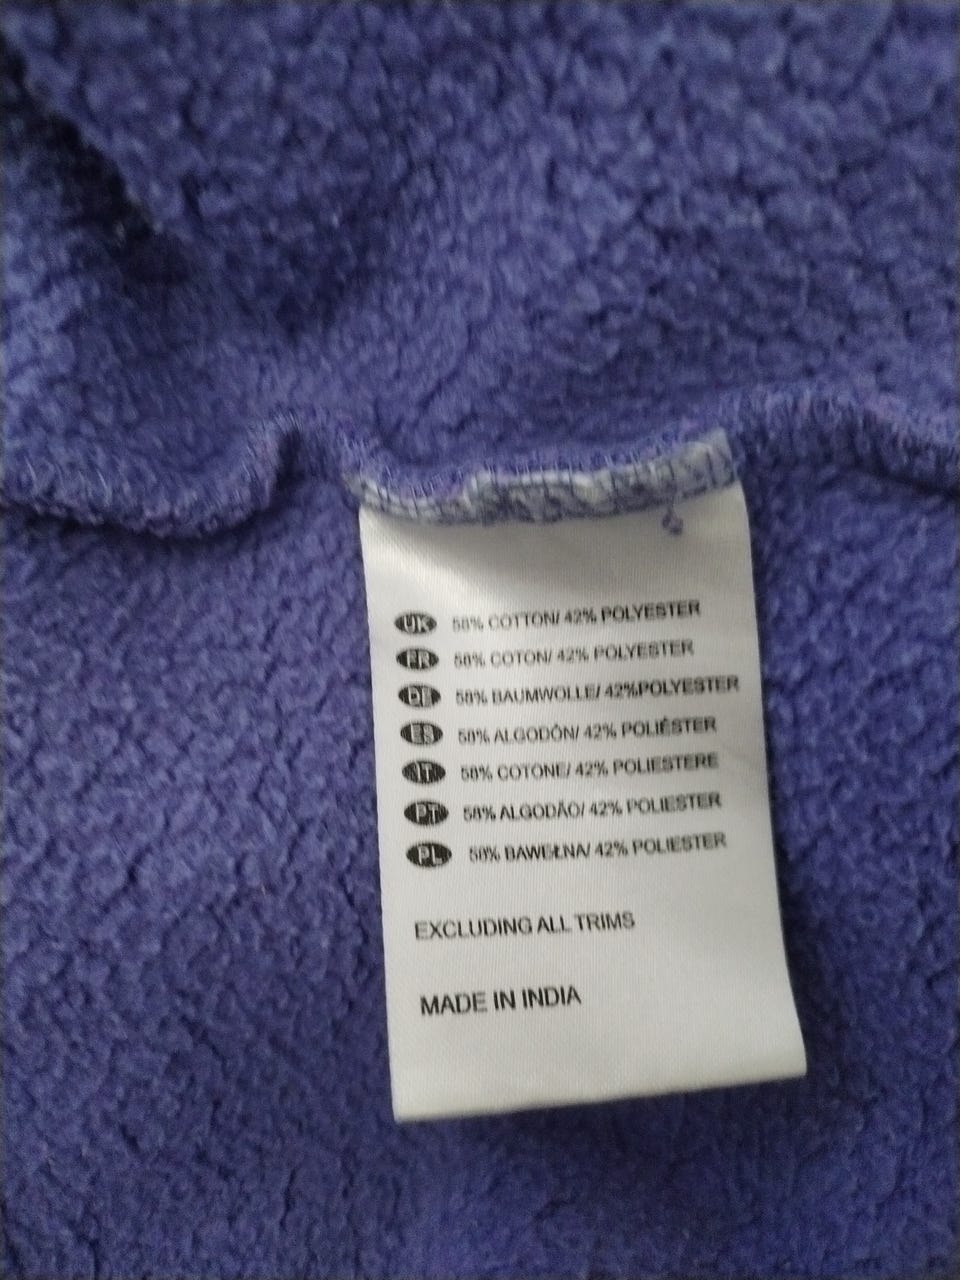 UK 58% COTTON/ 42% POLYESTER
FR 58% COTON/ 42% POLYESTER
DE 58% BAUMWOLLE/ 42%POLYESTER
ES 58% ALGODÓN/ 42% POLIÉSTER
IT 58% COTONE/ 42% POLIESTERE
PT 58% ALGODÃO/ 42% POLIESTER
PL 58% BAWEŁNA/ 42% POLIESTER
EXCLUDING ALL TRIMS
MADE IN INDIA